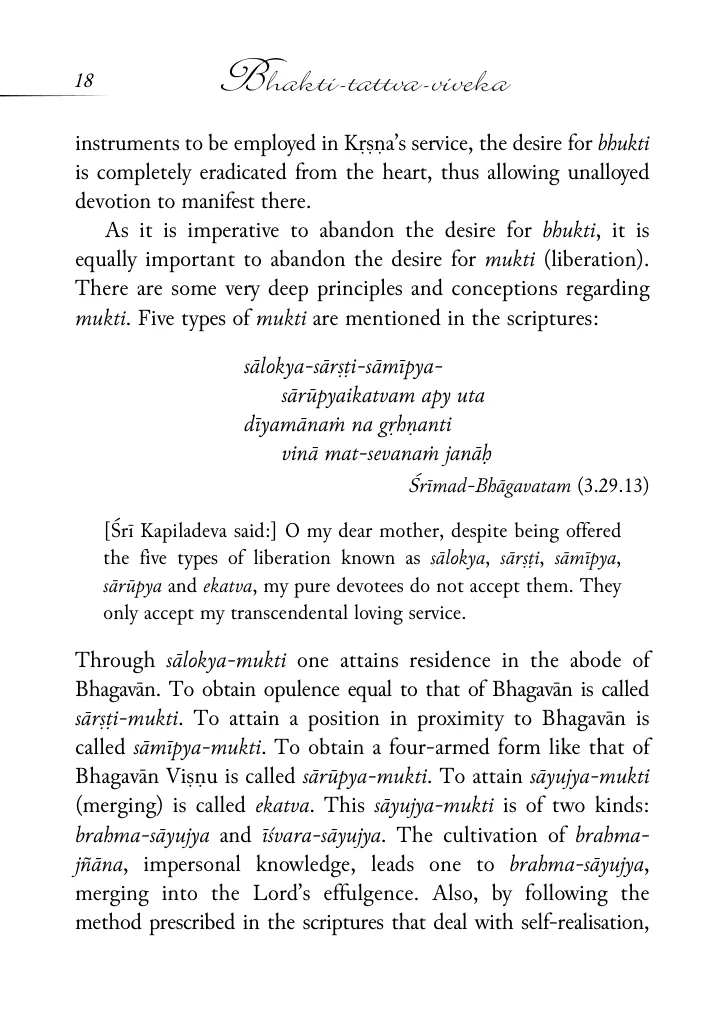 18
Bhakti-tattva-viveka
instruments to be employed in Kṛṣṇa’s service, the desire for bhukti
is completely eradicated from the heart, thus allowing unalloyed
devotion to manifest there.
As it is imperative to abandon the desire for bhukti, it is
equally important to abandon the desire for mukti (liberation).
There are some very deep principles and conceptions regarding
mukti. Five types of mukti are mentioned in the scriptures:
sālokya-sārṣṭi-sāmīpya-
sārūpyaikatvam apy uta
dīyamānaṁ na gṛhṇanti
vinā mat-sevanaṁ janāḥ
Śrīmad-Bhāgavatam (3.29.13)
[Śrī Kapiladeva said:] O my dear mother, despite being offered
the five types of liberation known as sālokya, sārṣṭi, sāmīpya,
sārūpya and ekatva, my pure devotees do not accept them. They
only accept my transcendental loving service.
Through sālokya-mukti one attains residence in the abode of
Bhagavān. To obtain opulence equal to that of Bhagavān is called
sārṣṭi-mukti. To attain a position in proximity to Bhagavān is
called sāmīpya-mukti. To obtain a four-armed form like that of
Bhagavān Viṣṇu is called sārūpya-mukti. To attain sāyujya-mukti
(merging) is called ekatva. This sāyujya-mukti is of two kinds:
brahma-sāyujya and īśvara-sāyujya. The cultivation of brahma-
jñāna, impersonal knowledge, leads one to brahma-sāyujya,
merging into the Lord’s effulgence. Also, by following the
method prescribed in the scriptures that deal with self-realisation,